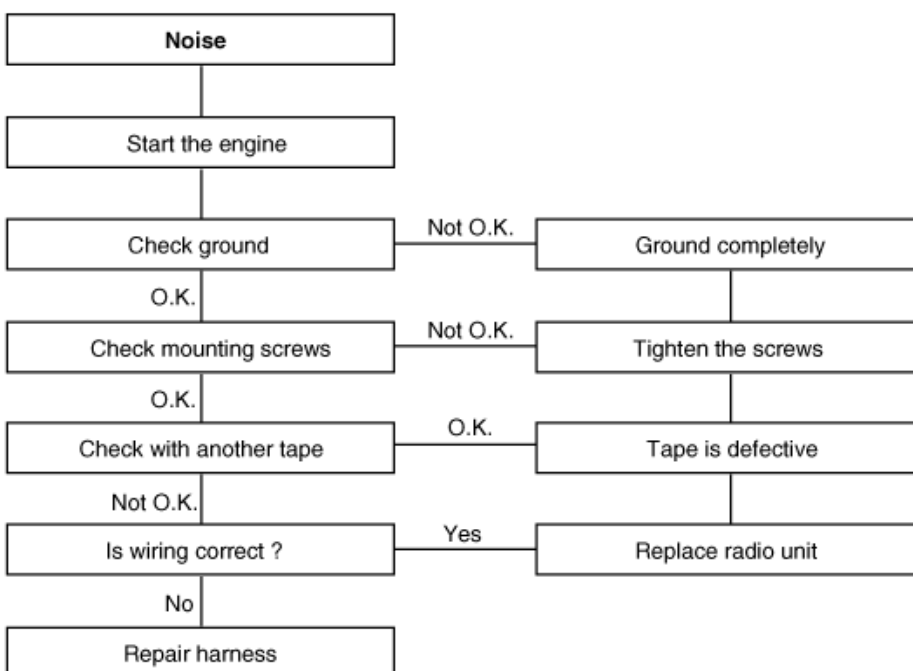 Noise
Start the engine
Check ground
Not O.K.
Ground completely
O.K.
Check mounting screws
Not O.K.
Tighten the screws
O.K.
Check with another tape
O.K.
Tape is defective
Not O.K.
Is wiring correct ?
Yes
Replace radio unit
No
Repair harness